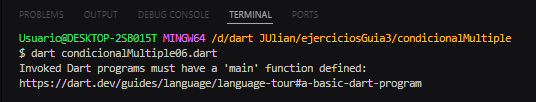 PROBLEMS OUTPUT DEBUG CONSOLE TERMINAL PORTS
Usuario@DESKTOP-2SB015T MINGW64 /d/dart JUlian/ejerciciosGuia3/condicionalMultiple
$ dart condicionalMultiple06.dart
Invoked Dart programs must have a 'main' function defined:
https://dart.dev/guides/language/language-tour#a-basic-dart-program